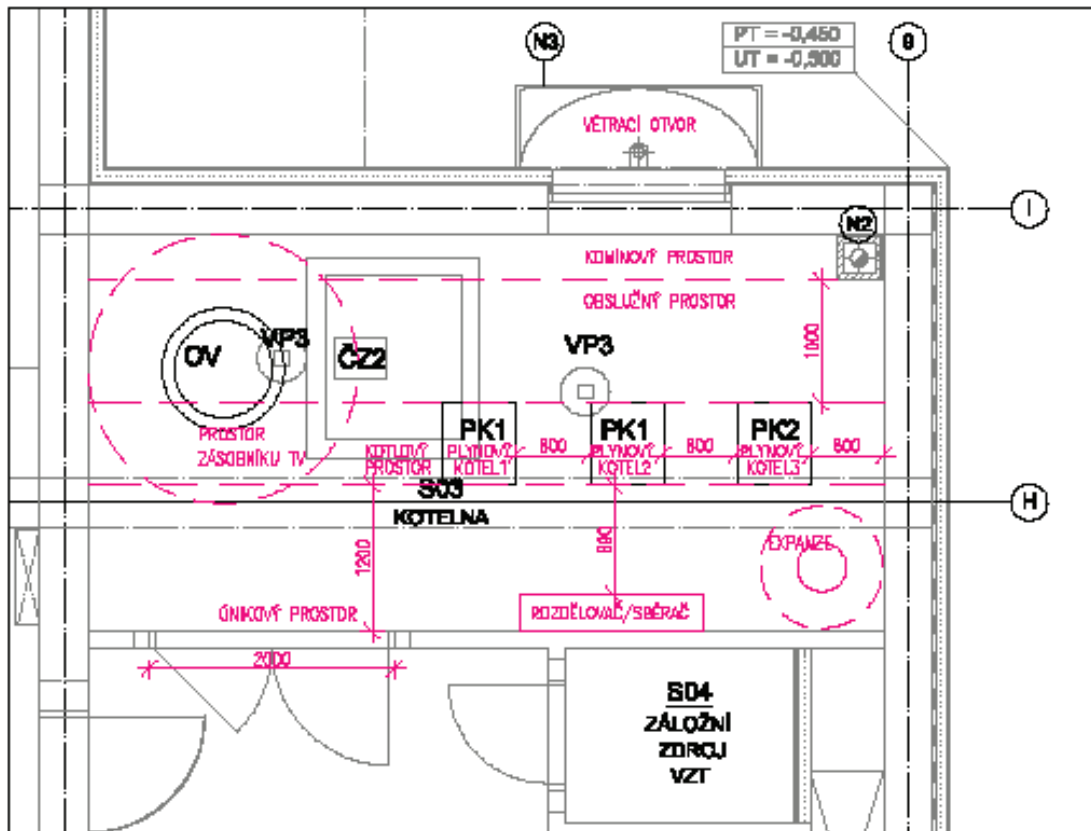 N3
PT = -0,450
UT = -0,500
9
VĚTRACÍ OTVOR
I
N2
KOMÍNOVÝ PROSTOR
OBSLUŽNÝ PROSTOR
1000
VP3
VP3
OV
ČZ2
PK1
PK1
PK2
PROSTOR
ZÁSOBNÍKU TV
KOTLOVÝ
PROSTOR
PLYNOVÝ
KOTEL1
800
PLYNOVÝ
KOTEL2
800
PLYNOVÝ
KOTEL3
800
S03
KOTELNA
H
1200
890
EXPANZE
ÚNIKOVÝ PROSTOR
ROZDĚLOVAČ/SBĚRAČ
2000
S04
ZÁLOŽNÍ
ZDROJ
VZT